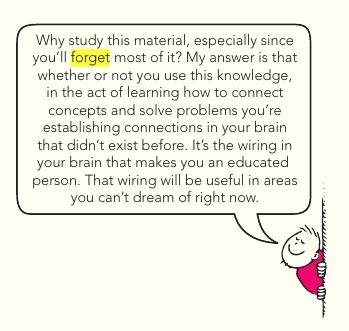 Why study this material, especially since
you'll forget most of it? My answer is that
whether or not you use this knowledge,
in the act of learning how to connect
concepts and solve problems you're
establishing connections in your brain
that didn't exist before. It's the wiring in
your brain that makes you an educated
person. That wiring will be useful in areas
you can't dream of right now.